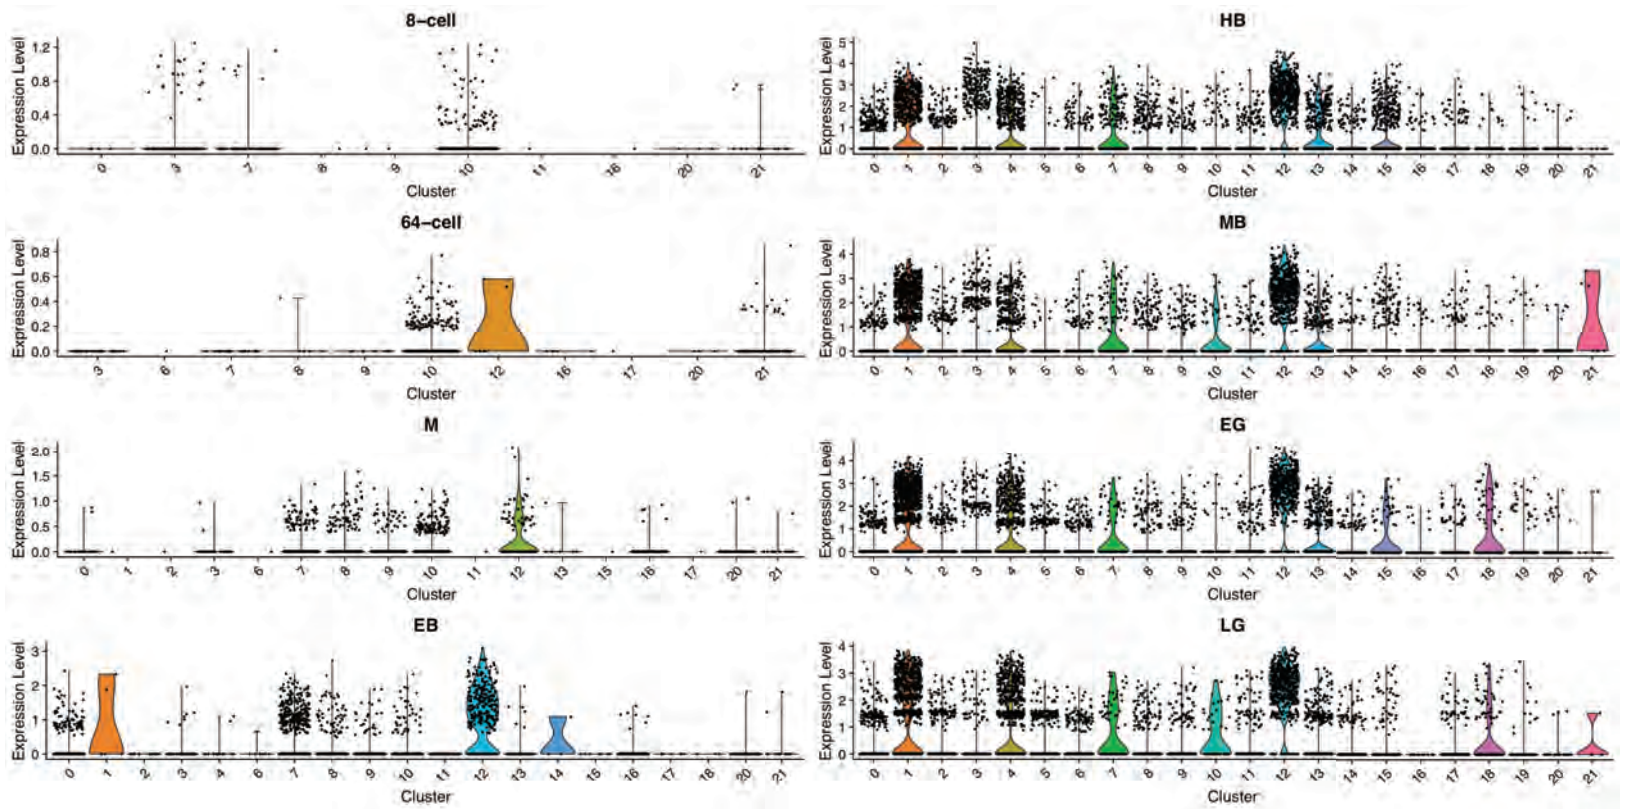 8-cell
Expression Level
1.2
0.8
0.4
0.0
0 3 7 8 9 10 11 16 20 21
Cluster
64-cell
Expression Level
0.8
0.6
0.4
0.2
0.0
3 6 7 8 9 10 12 16 17 20 21
Cluster
M
Expression Level
2.0
1.5
1.0
0.5
0.0
0 1 2 3 6 7 8 9 10 11 12 13 16 17 20 21
Cluster
EB
Expression Level
3
2
1
0
0 1 2 3 4 6 7 8 9 10 11 12 13 14 15 16 17 18 20 21
Cluster
HB
Expression Level
5
4
3
2
1
0
0 1 2 3 4 5 6 7 8 9 10 11 12 13 14 15 16 17 18 19 20 21
Cluster
MB
Expression Level
4
3
2
1
0
0 1 2 3 4 5 6 7 8 9 10 11 12 13 14 15 16 17 18 19 20 21
Cluster
EG
Expression Level
4
3
2
1
0
0 1 2 3 4 5 6 7 8 9 10 11 12 13 14 15 16 17 18 19 20 21
Cluster
LG
Expression Level
4
3
2
1
0
0 1 2 3 4 5 6 7 8 9 10 11 12 13 14 15 16 17 18 19 20 21
Cluster